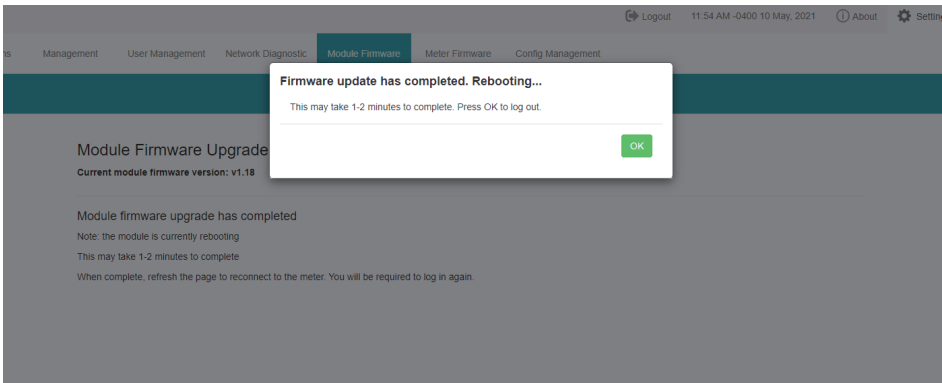 Logout 11:54 AM -0400 10 May, 2021 About Settin
ns Management User Management Network Diagnostic Module Firmware Meter Firmware Config Management
Firmware update has completed. Rebooting...
This may take 1-2 minutes to complete. Press OK to log out.
OK
Module Firmware Upgrade
Current module firmware version: v1.18
Module firmware upgrade has completed
Note: the module is currently rebooting
This may take 1-2 minutes to complete
When complete, refresh the page to reconnect to the meter. You will be required to log in again.